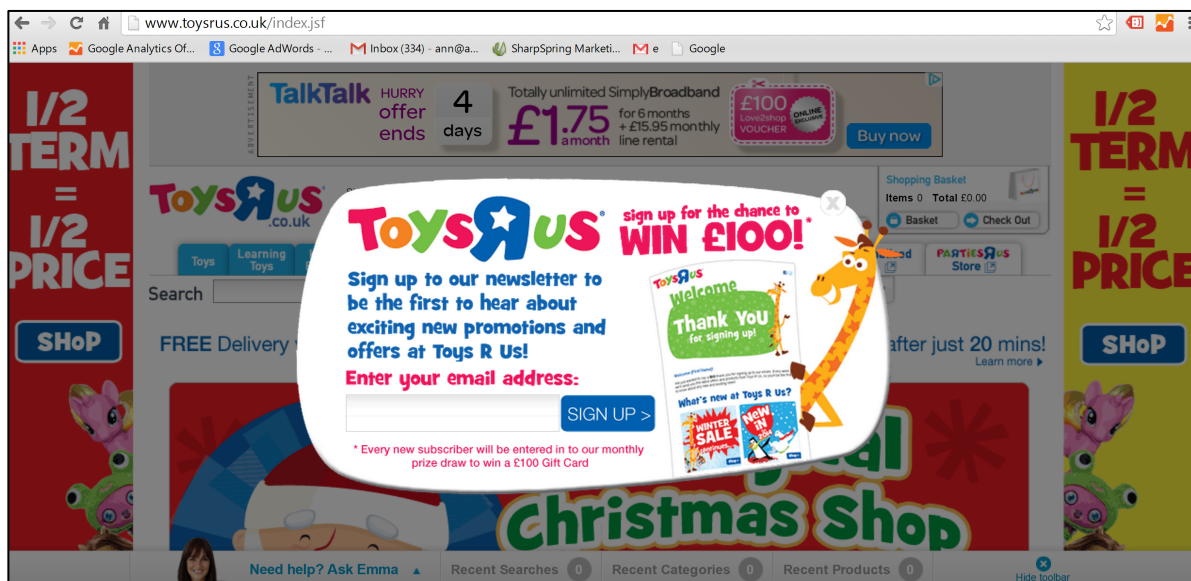 www.toysrus.co.uk/index.jsf
Apps Google Analytics Of... Google AdWords - ... Inbox (334) - ann@a... SharpSpring Marketi... e Google
ADVERTISEMENT
TalkTalk HURRY offer ends 4 days
Totally unlimited SimplyBroadband
£1.75 a month
for 6 months
+ £15.95 monthly
line rental
£100
Love2shop
VOUCHER
ONLINE
EXCLUSIVE
Buy now
1/2
TERM
=
1/2
PRICE
SHoP
ToysЯus
.co.uk
Shopping Basket
Items 0 Total £0.00
Basket Check Out
Toys
Learning
Toys
PARTiESЯus
Store
Search
FREE Delivery
after just 20 mins!
Learn more
ToysЯus
sign up for the chance to
WIN £100!*
Sign up to our newsletter to
be the first to hear about
exciting new promotions and
offers at Toys R Us!
Enter your email address:
SIGN UP >
* Every new subscriber will be entered in to our monthly
prize draw to win a £100 Gift Card
X
ToysЯus
Welcome
Thank You
for signing up!
What's new at Toys R Us?
WINTER
SALE
continues...
NEW
IN
2014
1/2
TERM
=
1/2
PRICE
SHoP
Christmas Shop
Need help? Ask Emma
Recent Searches 0
Recent Categories 0
Recent Products 0
Hide toolbar